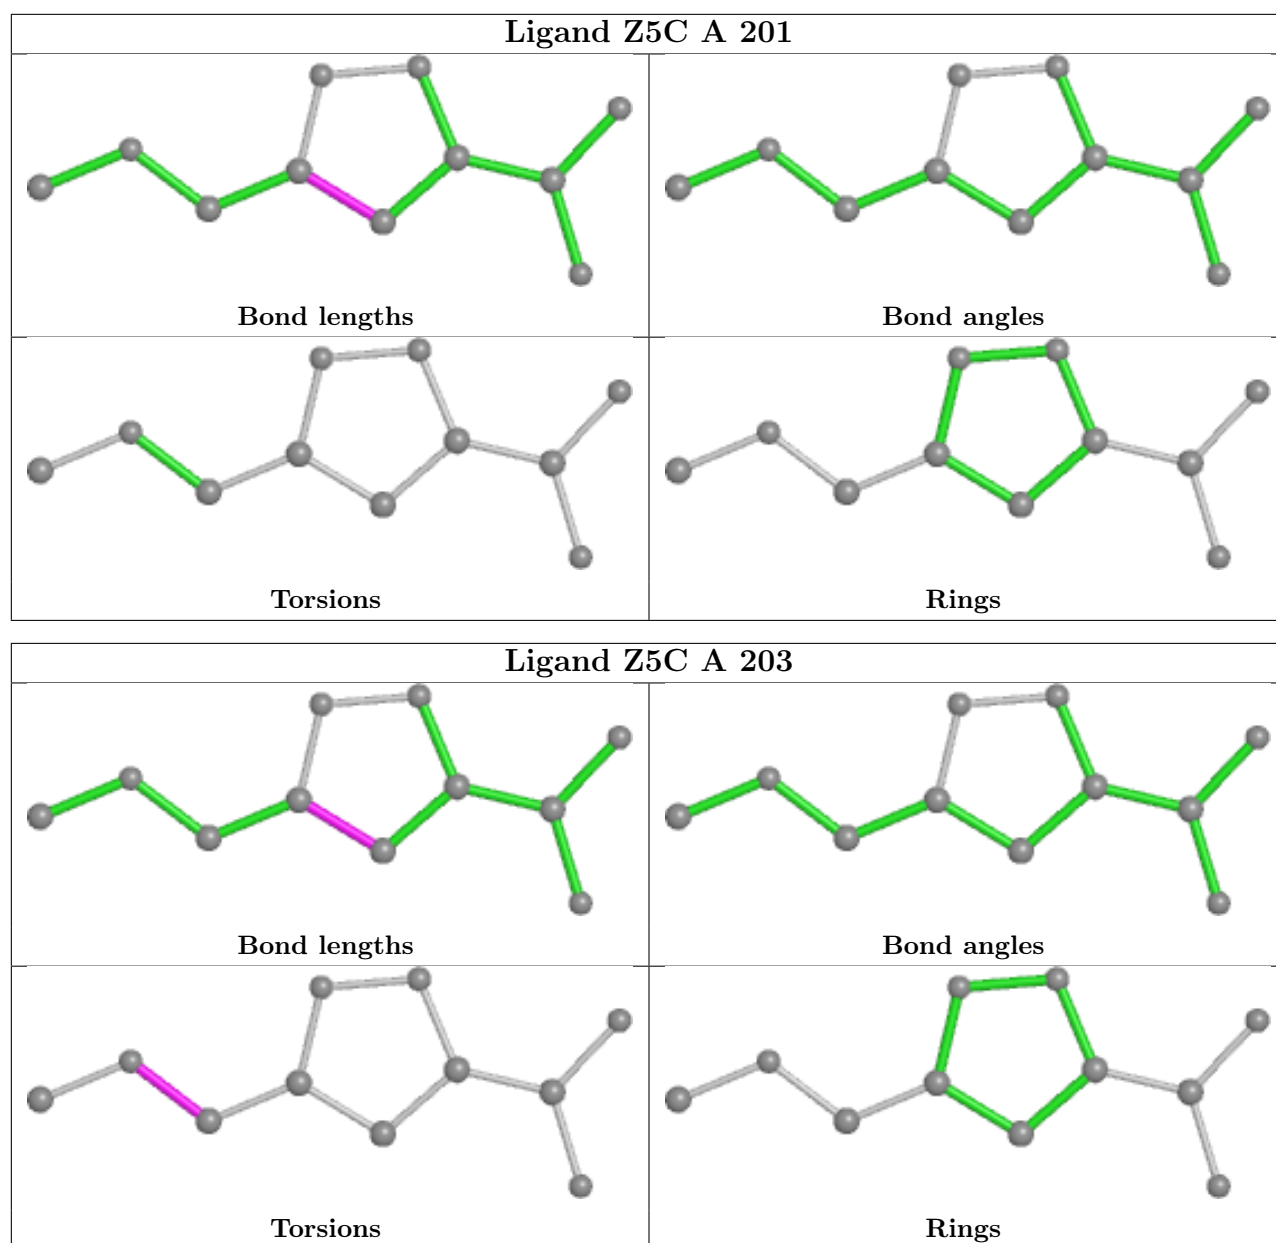 Ligand Z5C A 201
Bond lengths
Bond angles
Torsions
Rings
Ligand Z5C A 203
Bond lengths
Bond angles
Torsions
Rings